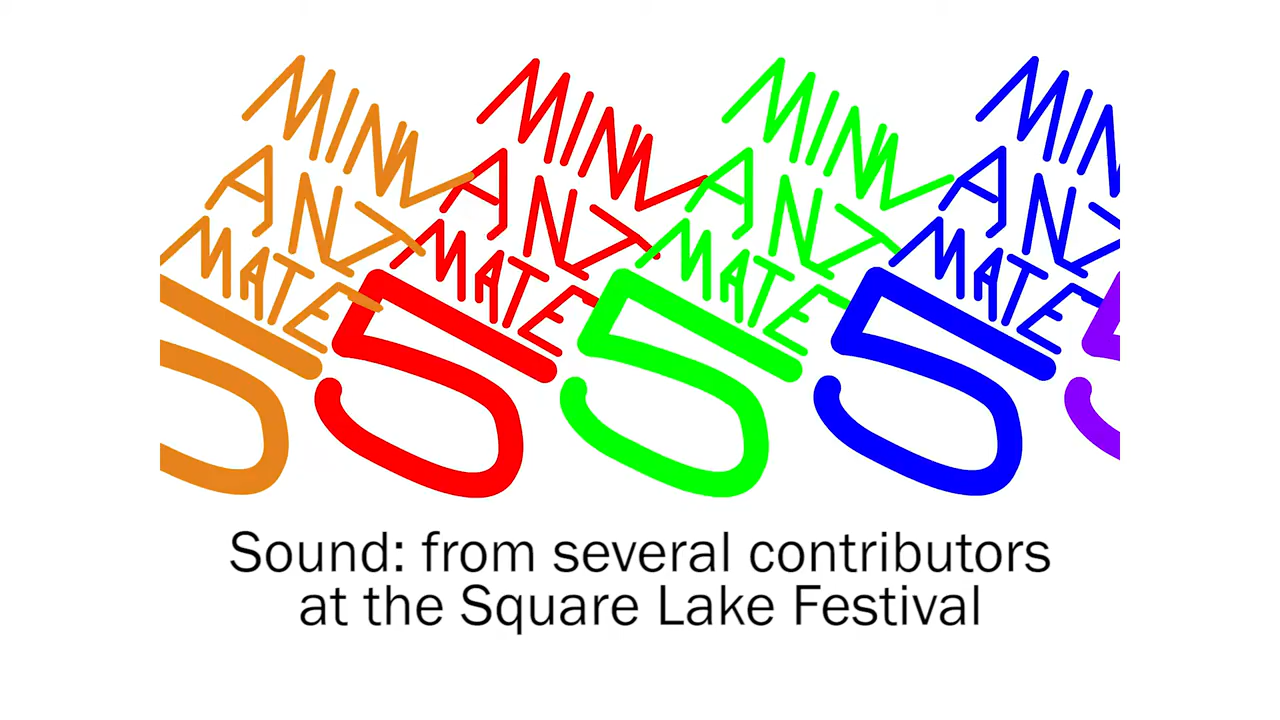 MINN
ANI
MATE
5
MINN
ANI
MATE
5
MINN
ANI
MATE
5
MIN
ANI
MATE
5
Sound: from several contributors
at the Square Lake Festival